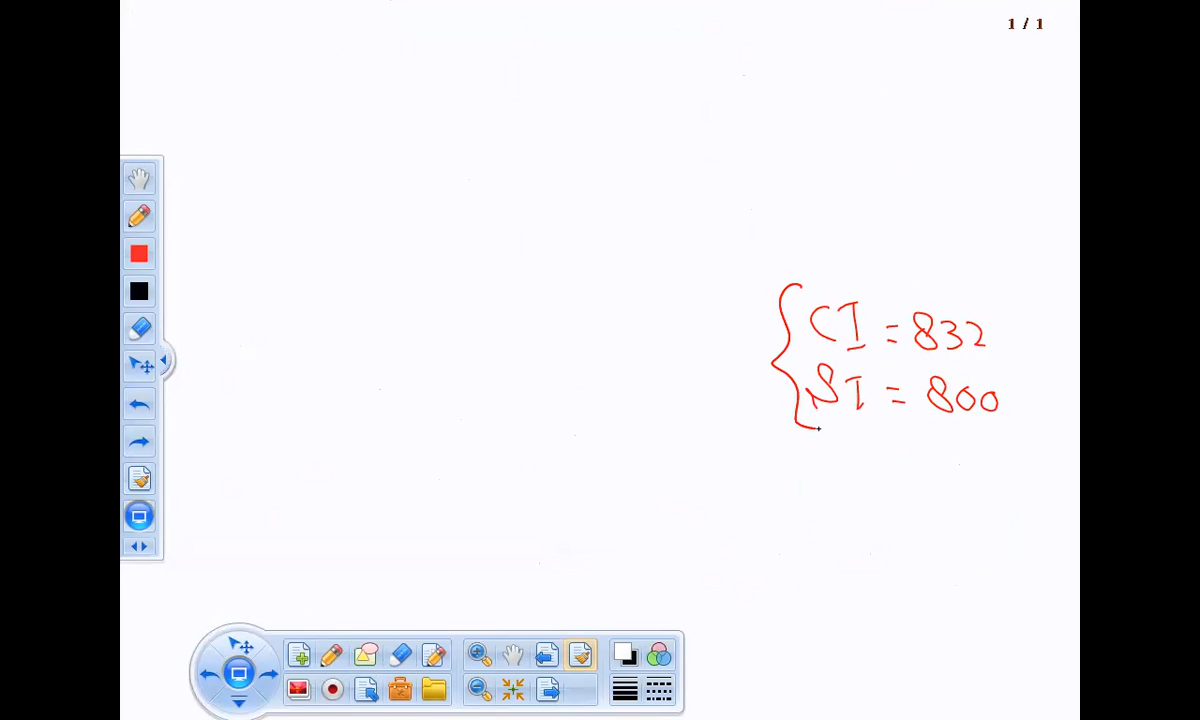 1 / 1
CI = 832
SI = 800